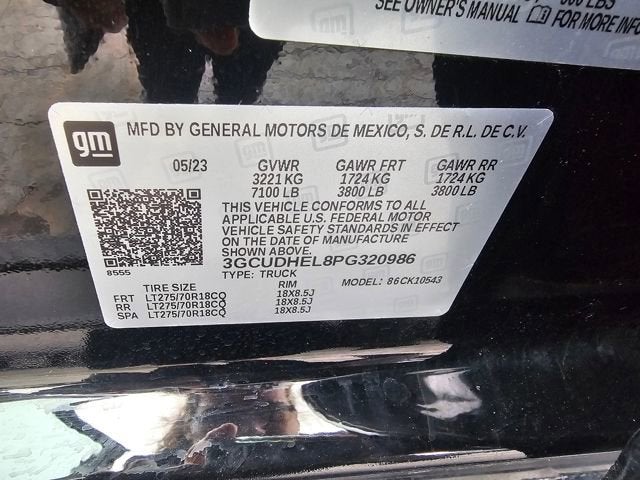 000 LBS
SEE OWNER'S MANUAL FOR MORE INFO
gm
MFD BY GENERAL MOTORS DE MEXICO, S. DE R.L. DE C.V.
05/23 GVWR GAWR FRT GAWR RR
3221 KG 1724 KG 1724 KG
7100 LB 3800 LB 3800 LB
THIS VEHICLE CONFORMS TO ALL
APPLICABLE U.S. FEDERAL MOTOR
VEHICLE SAFETY STANDARDS IN EFFECT
ON THE DATE OF MANUFACTURE
SHOWN ABOVE.
8555 3GCUDHEL8PG320986
TYPE: TRUCK MODEL: 86CK10543
TIRE SIZE RIM
FRT LT275/70R18CQ 18X8.5J
RR LT275/70R18CQ 18X8.5J
SPA LT275/70R18CQ 18X8.5J